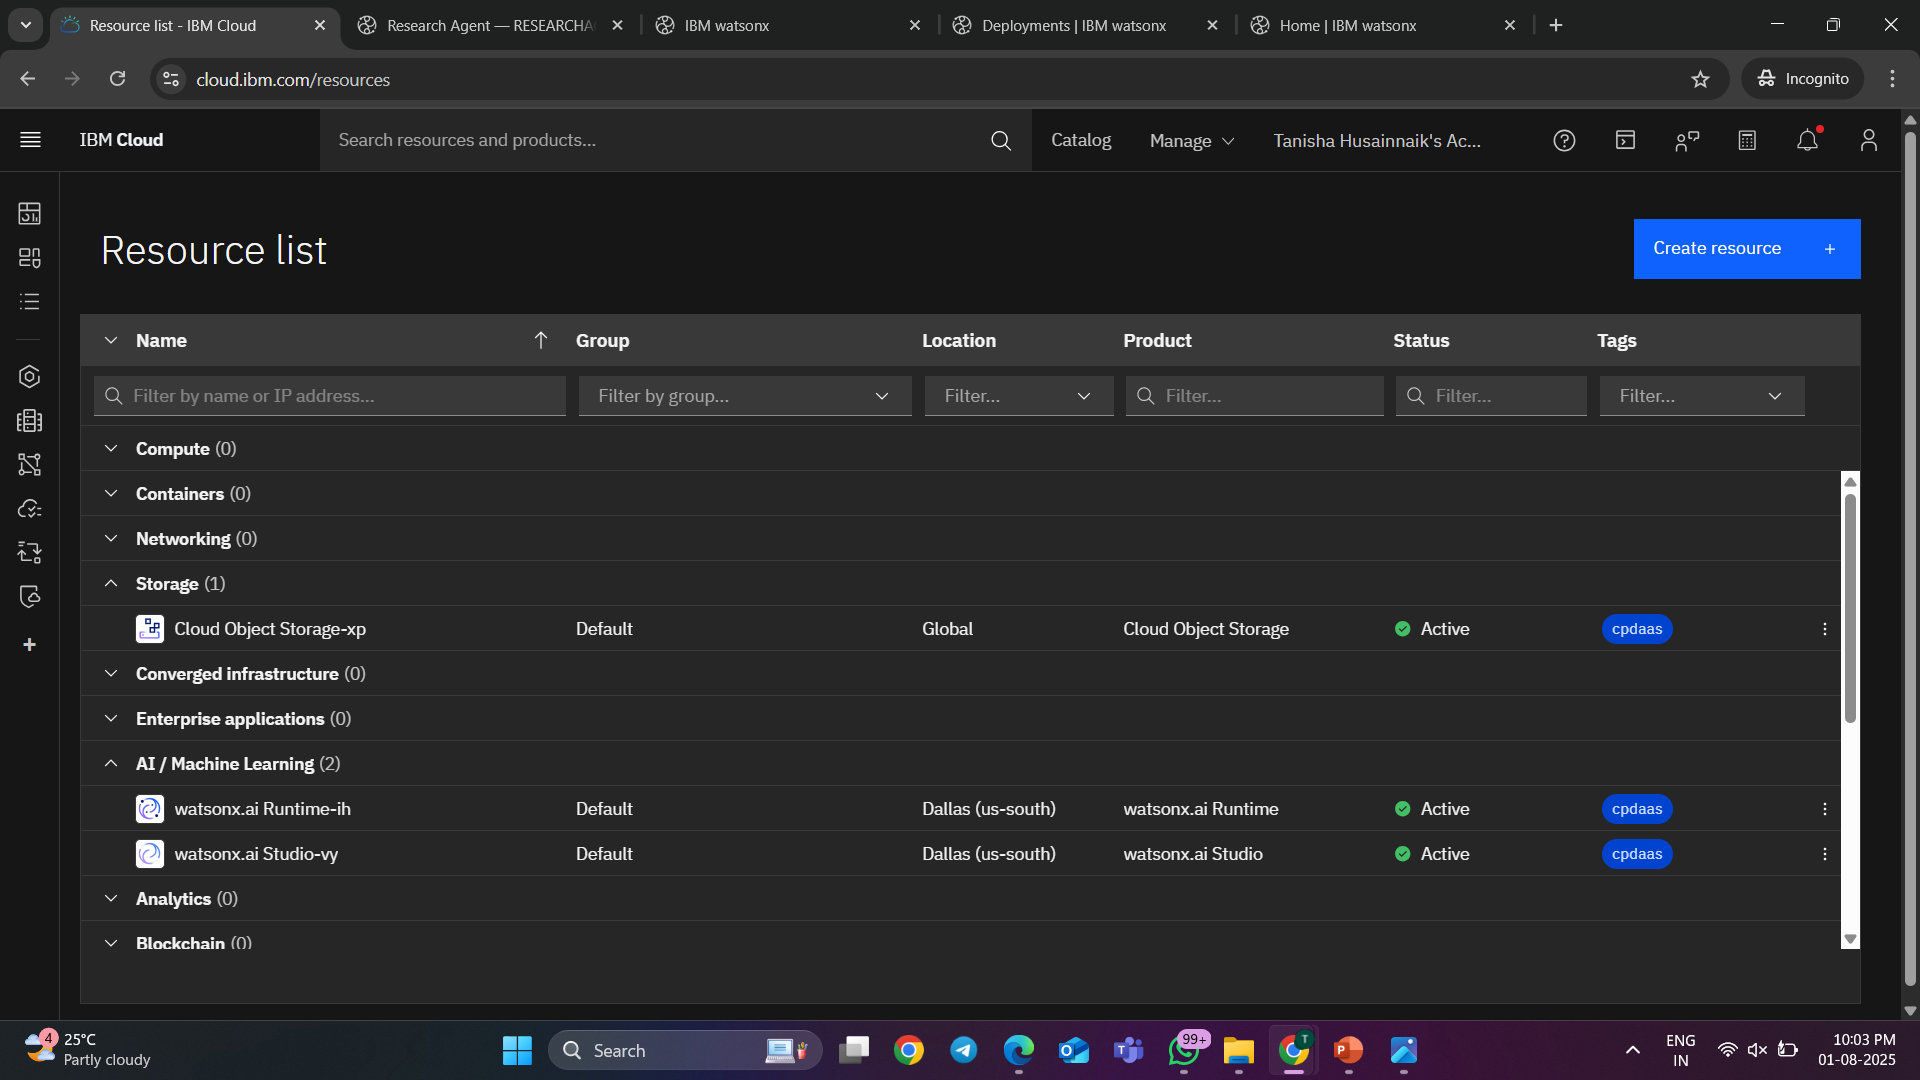 Resource list - IBM Cloud
Research Agent — RESEARCHA
IBM watsonx
Deployments | IBM watsonx
Home | IBM watsonx
cloud.ibm.com/resources
Incognito
IBM Cloud
Search resources and products...
Catalog
Manage
Tanisha Husainnaik's Ac...
Resource list
Create resource +
Name Group Location Product Status Tags
Filter by name or IP address... Filter by group... Filter... Filter... Filter... Filter...
Compute (0)
Containers (0)
Networking (0)
Storage (1)
Cloud Object Storage-xp Default Global Cloud Object Storage Active cpdaas
Converged infrastructure (0)
Enterprise applications (0)
AI / Machine Learning (2)
watsonx.ai Runtime-ih Default Dallas (us-south) watsonx.ai Runtime Active cpdaas
watsonx.ai Studio-vy Default Dallas (us-south) watsonx.ai Studio Active cpdaas
Analytics (0)
Blockchain (0)
4
25°C
Partly cloudy
Search
99+
T
ENG
IN
10:03 PM
01-08-2025